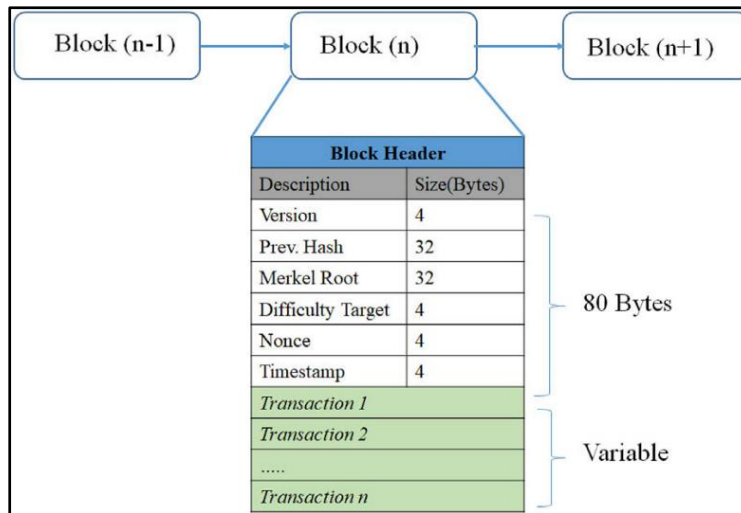 Block (n-1)
Block (n)
Block (n+1)
Block Header
Description Size(Bytes)
Version 4
Prev. Hash 32
Merkel Root 32
Difficulty Target 4
Nonce 4
Timestamp 4
80 Bytes
Transaction 1
Transaction 2
.....
Transaction n
Variable